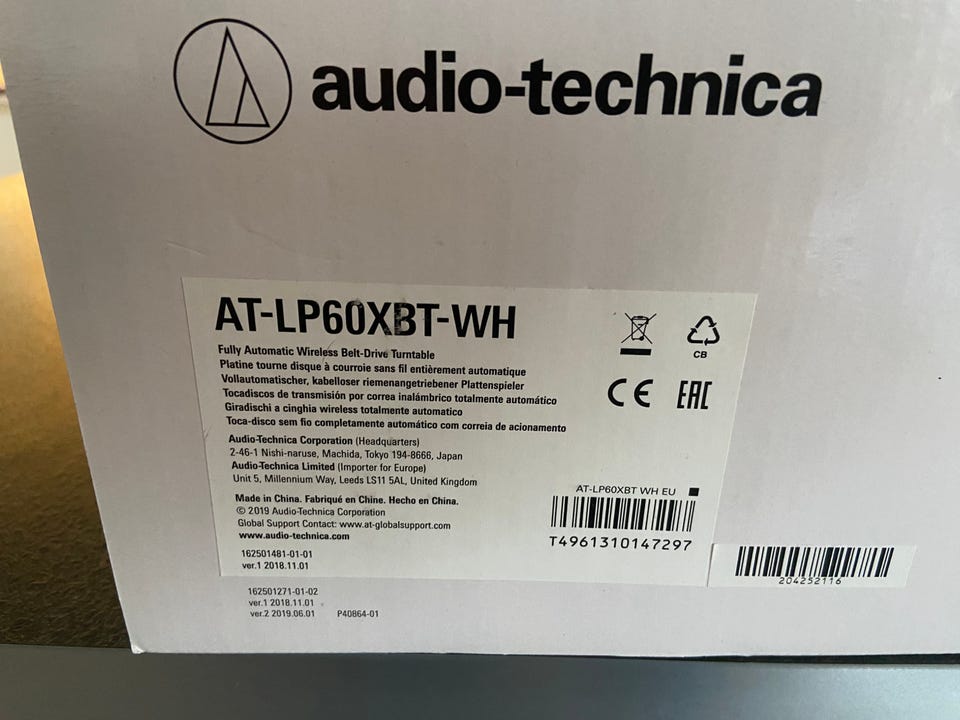 audio-technica
AT-LP60XBT-WH
Fully Automatic Wireless Belt-Drive Turntable
Platine tourne disque à courroie sans fil entièrement automatique
Vollautomatischer, kabelloser riemenangetriebener Plattenspieler
Tocadiscos de transmisión por correa inalámbrico totalmente automático
Giradischi a cinghia wireless totalmente automatico
Toca-disco sem fio completamente automático com correia de acionamento
Audio-Technica Corporation (Headquarters)
2-46-1 Nishi-naruse, Machida, Tokyo 194-8666, Japan
Audio-Technica Limited (Importer for Europe)
Unit 5, Millennium Way, Leeds LS11 5AL, United Kingdom
Made in China. Fabriqué en Chine. Hecho en China.
© 2019 Audio-Technica Corporation
Global Support Contact: www.at-globalsupport.com
www.audio-technica.com
162501481-01-01
ver.1 2018.11.01
CB
CE EAC
AT-LP60XBT WH EU
T4961310147297
204252116
162501271-01-02
ver.1 2018.11.01
ver.2 2019.06.01 P40864-01